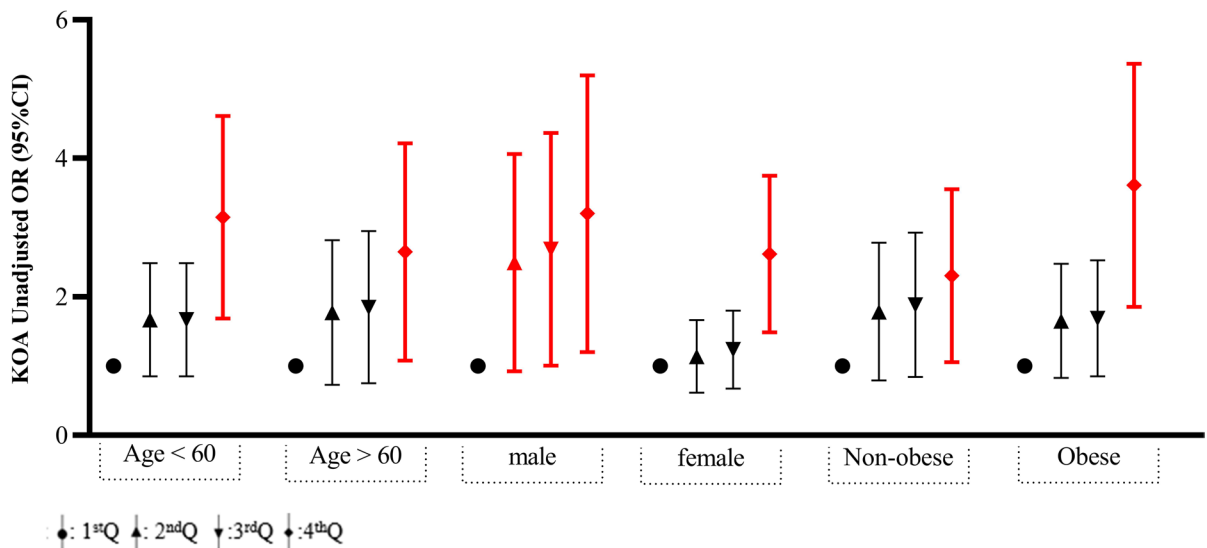 KOA Unadjusted OR (95%CI)
6
4
2
0
Age < 60 Age > 60 male female Non-obese Obese
: 1stQ : 2ndQ :3rdQ :4thQ